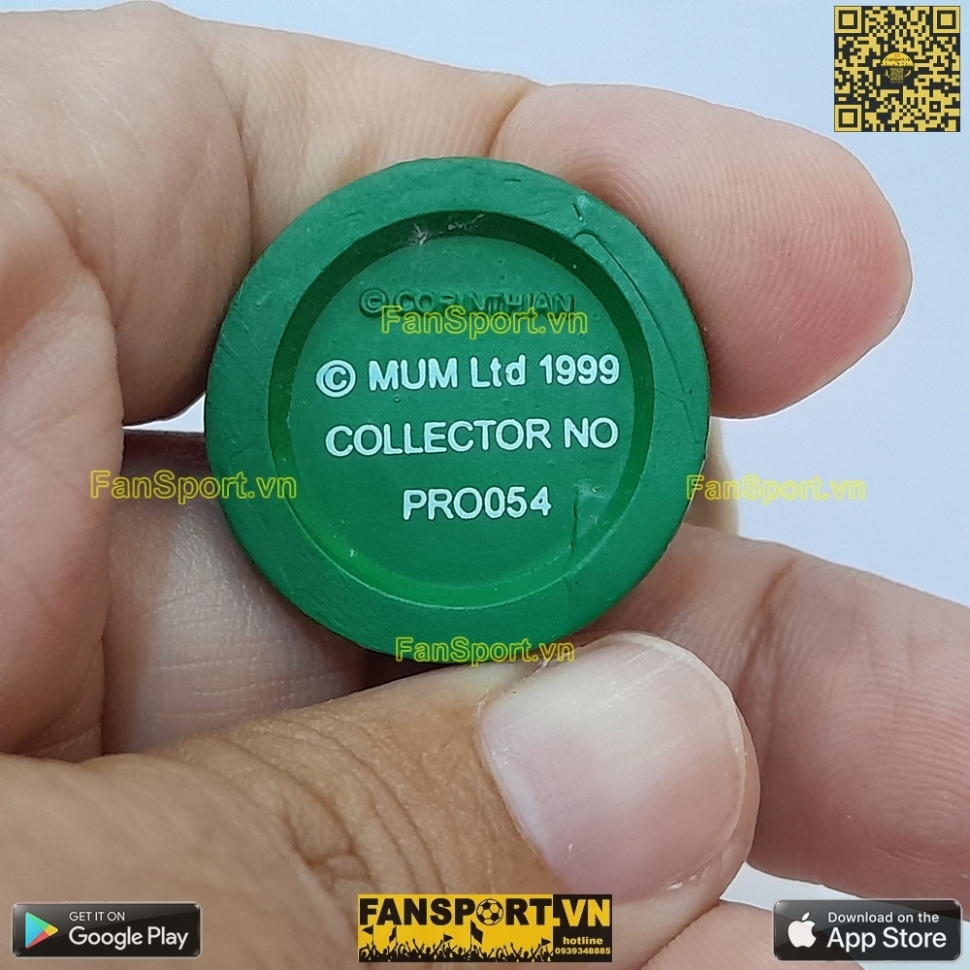 © CORINTHIAN
FanSport.vn
© MUM Ltd 1999
COLLECTOR NO
FanSport.vn
FanSport.vn
PRO054
FanSport.vn
GET IT ON
Google Play
FANSPORT.VN
hotline
0939348885
Download on the
App Store